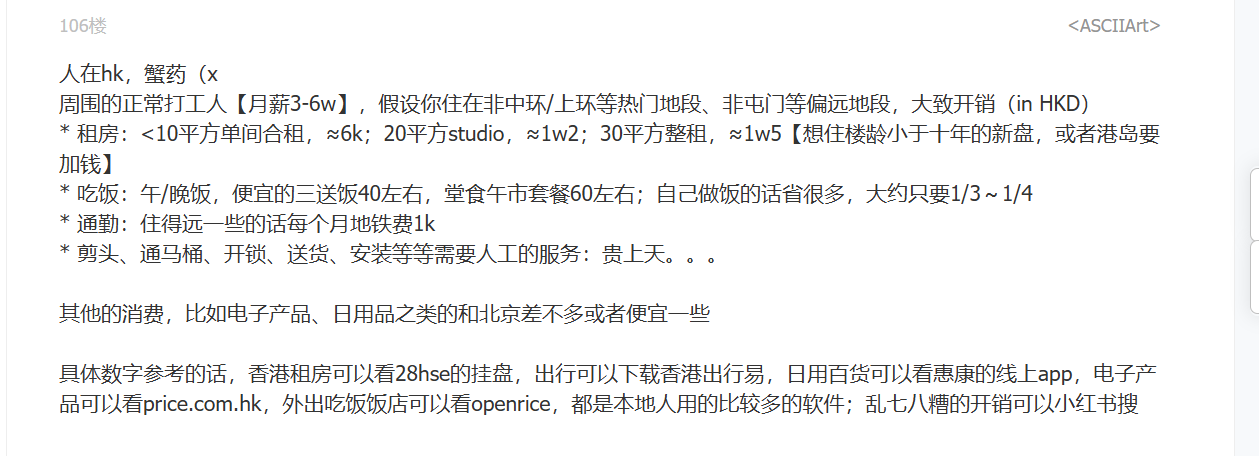 106楼
<ASCIIArt>
人在hk，蟹药（x
周围的正常打工人【月薪3-6w】，假设你住在非中环/上环等热门地段、非屯门等偏远地段，大致开销（in HKD）
* 租房：<10平方单间合租，≈6k；20平方studio，≈1w2；30平方整租，≈1w5【想住楼龄小于十年的新盘，或者港岛要
加钱】
* 吃饭：午/晚饭，便宜的三送饭40左右，堂食午市套餐60左右；自己做饭的话省很多，大约只要1/3～1/4
* 通勤：住得远一些的话每个月地铁费1k
* 剪头、通马桶、开锁、送货、安装等等需要人工的服务：贵上天。。。
其他的消费，比如电子产品、日用品之类的和北京差不多或者便宜一些
具体数字参考的话，香港租房可以看28hse的挂盘，出行可以下载香港出行易，日用百货可以看惠康的线上app，电子产
品可以看price.com.hk，外出吃饭饭店可以看openrice，都是本地人用的比较多的软件；乱七八糟的开销可以小红书搜